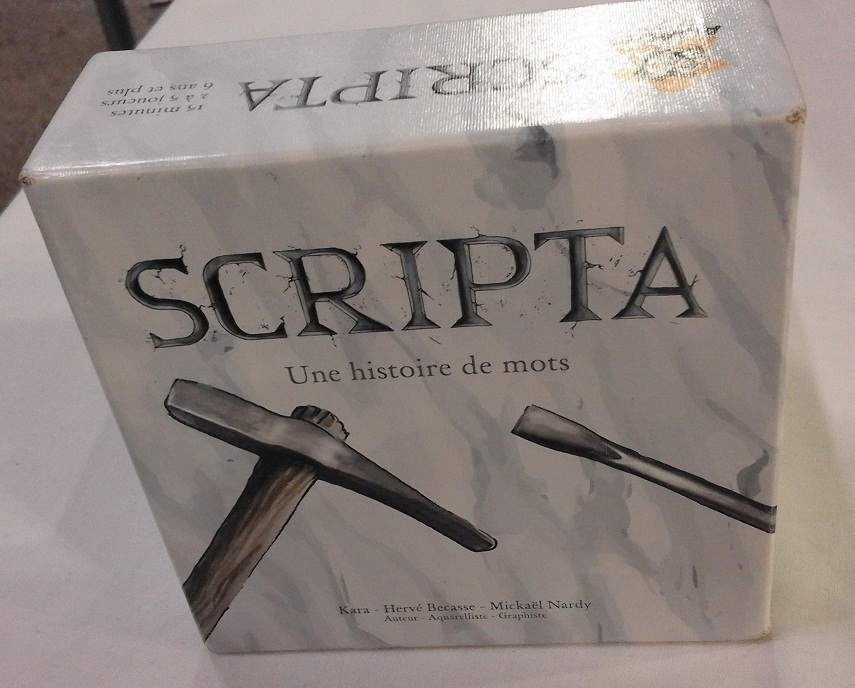 15 minutes
2 à 5 joueurs
6 ans et plus
SCRIPTA
SCRIPTA
Une histoire de mots
Kara - Hervé Becasse - Mickaël Nardy
Auteur - Aquarelliste - Graphiste